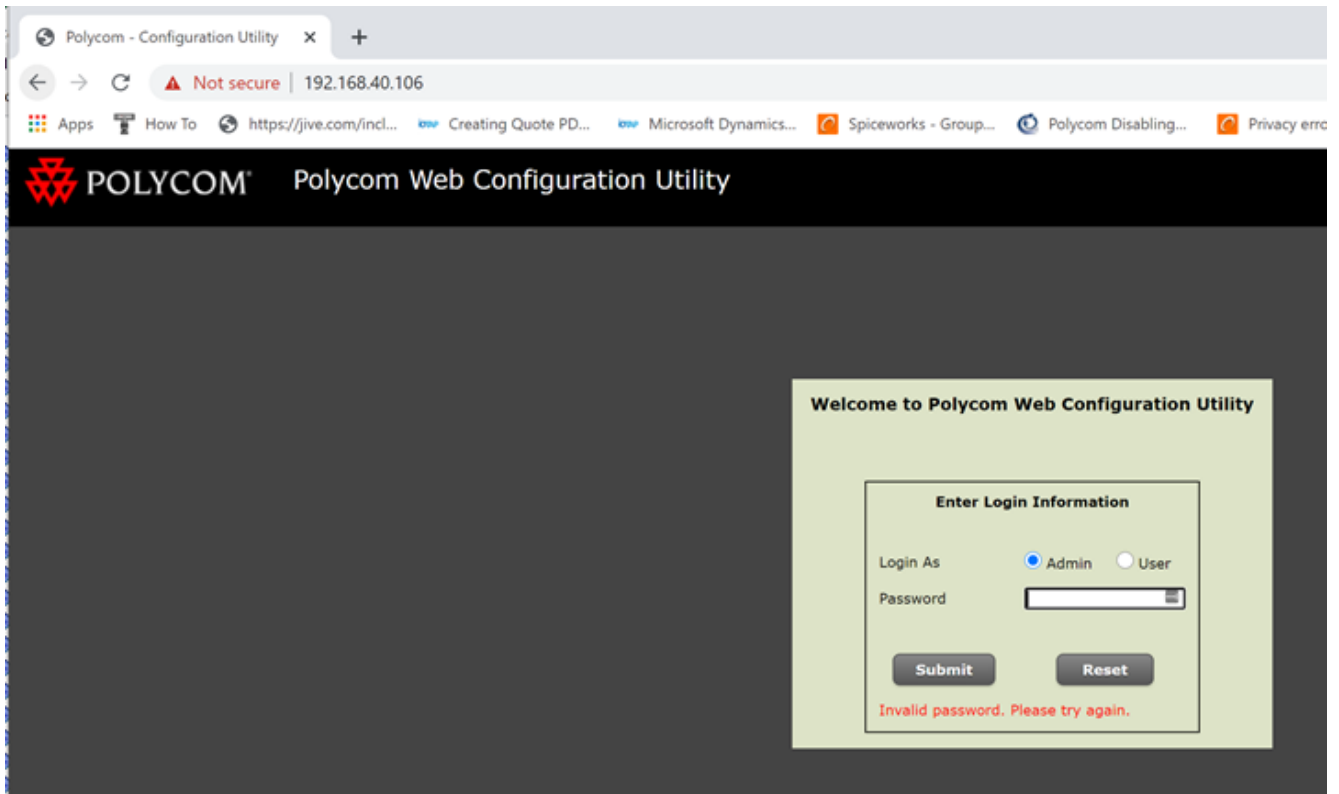 Polycom - Configuration Utility
Not secure | 192.168.40.106
Apps How To https://jive.com/incl... Creating Quote PD... Microsoft Dynamics... Spiceworks - Group... Polycom Disabling... Privacy erro
POLYCOM® Polycom Web Configuration Utility
Welcome to Polycom Web Configuration Utility
Enter Login Information
Login As Admin User
Password
Submit Reset
Invalid password. Please try again.